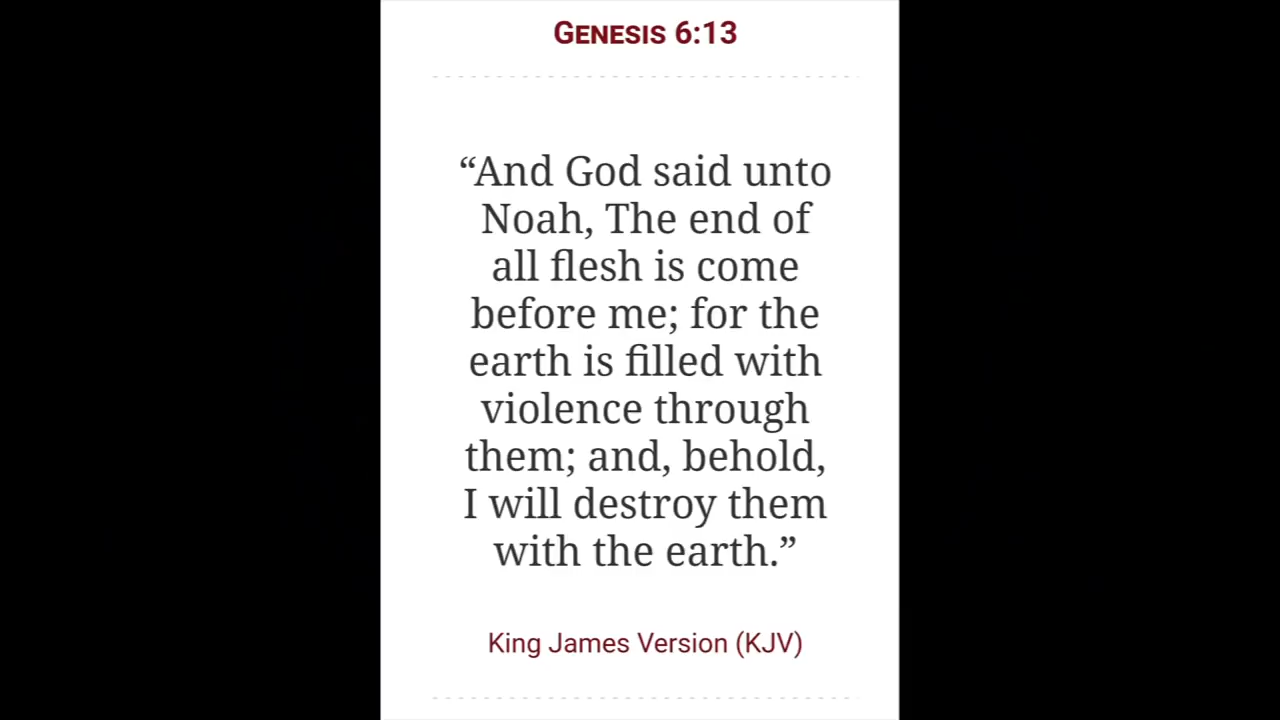 GENESIS 6:13
“And God said unto
Noah, The end of
all flesh is come
before me; for the
earth is filled with
violence through
them; and, behold,
I will destroy them
with the earth.”
King James Version (KJV)